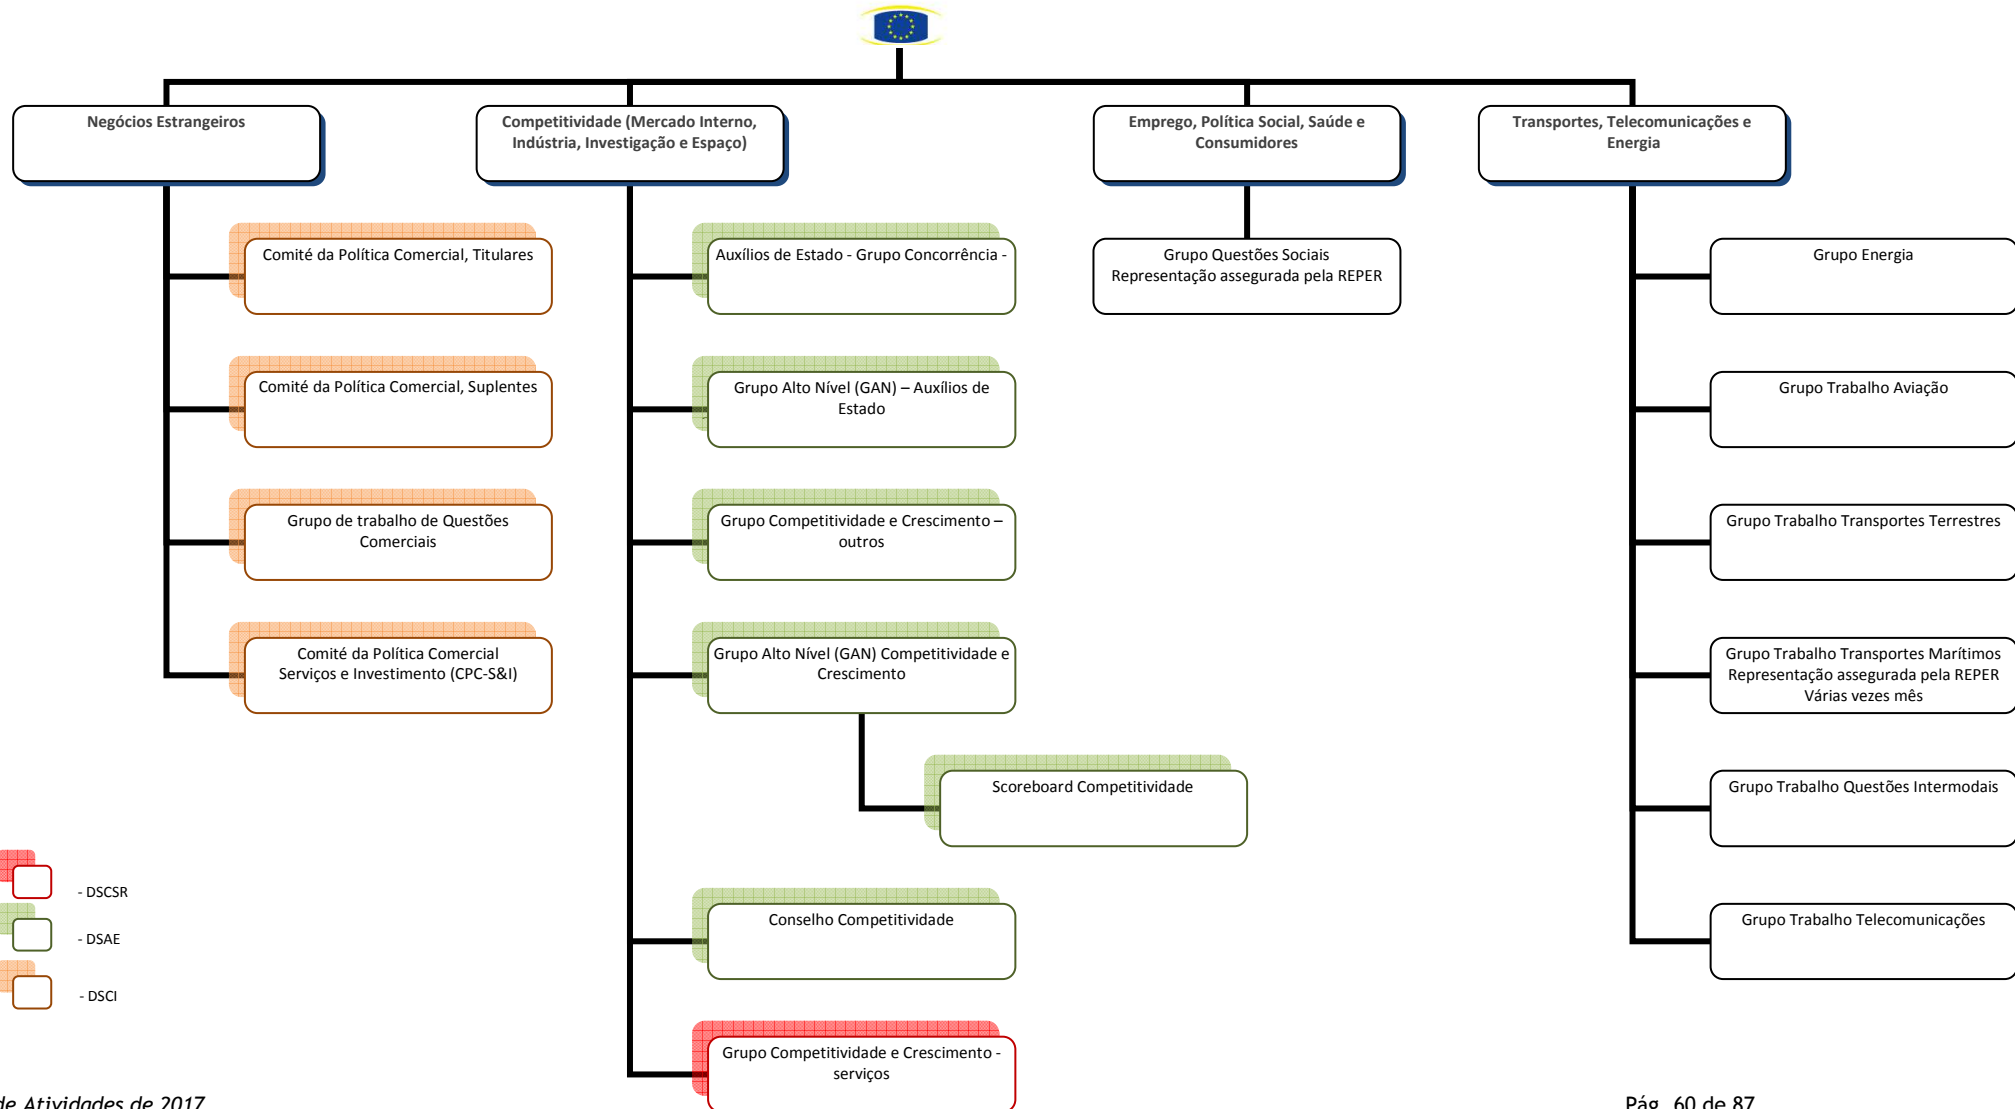 Negócios Estrangeiros
Competitividade (Mercado Interno,
Indústria, Investigação e Espaço)
Emprego, Política Social, Saúde e
Consumidores
Transportes, Telecomunicações e
Energia
Comité da Política Comercial, Titulares
Comité da Política Comercial, Suplentes
Grupo de trabalho de Questões
Comerciais
Comité da Política Comercial
Serviços e Investimento (CPC-S&I)
Auxílios de Estado - Grupo Concorrência -
Grupo Alto Nível (GAN) – Auxílios de
Estado
Grupo Competitividade e Crescimento –
outros
Grupo Alto Nível (GAN) Competitividade e
Crescimento
Scoreboard Competitividade
Conselho Competitividade
Grupo Competitividade e Crescimento -
serviços
Grupo Questões Sociais
Representação assegurada pela REPER
Grupo Energia
Grupo Trabalho Aviação
Grupo Trabalho Transportes Terrestres
Grupo Trabalho Transportes Marítimos
Representação assegurada pela REPER
Várias vezes mês
Grupo Trabalho Questões Intermodais
Grupo Trabalho Telecomunicações
- DSCSR
- DSAE
- DSCI
de Atividades de 2017
Pág. 60 de 87